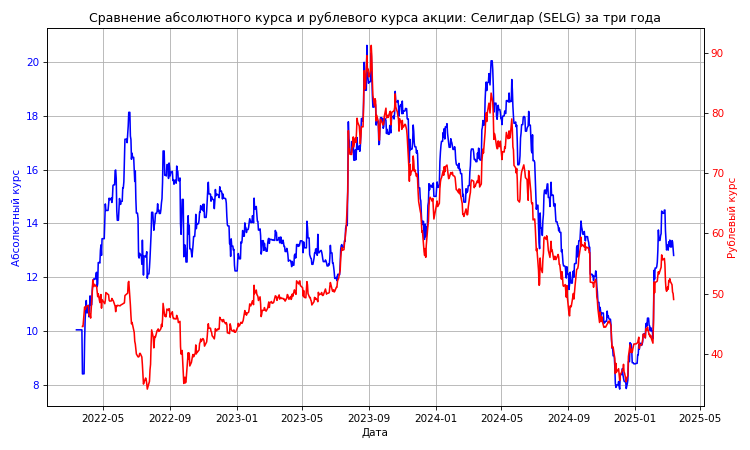 Сравнение абсолютного курса и рублевого курса акции: Селигдар (SELG) за три года
Абсолютный курс
20
18
16
14
12
10
8
90
80
70
60
50
40
Рублевый курс
2022-05 2022-09 2023-01 2023-05 2023-09 2024-01 2024-05 2024-09 2025-01 2025-05
Дата